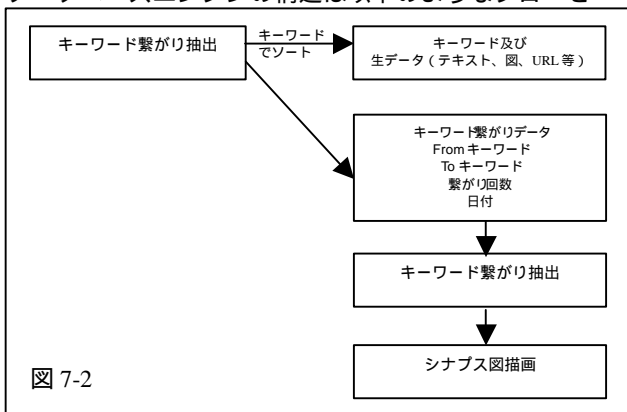 キーワード繋がり抽出
キーワード
でソート
キーワード及び
生データ（テキスト、図、URL 等）
キーワード繋がりデータ
From キーワード
To キーワード
繋がり回数
日付
キーワード繋がり抽出
シナプス図描画
図 7-2